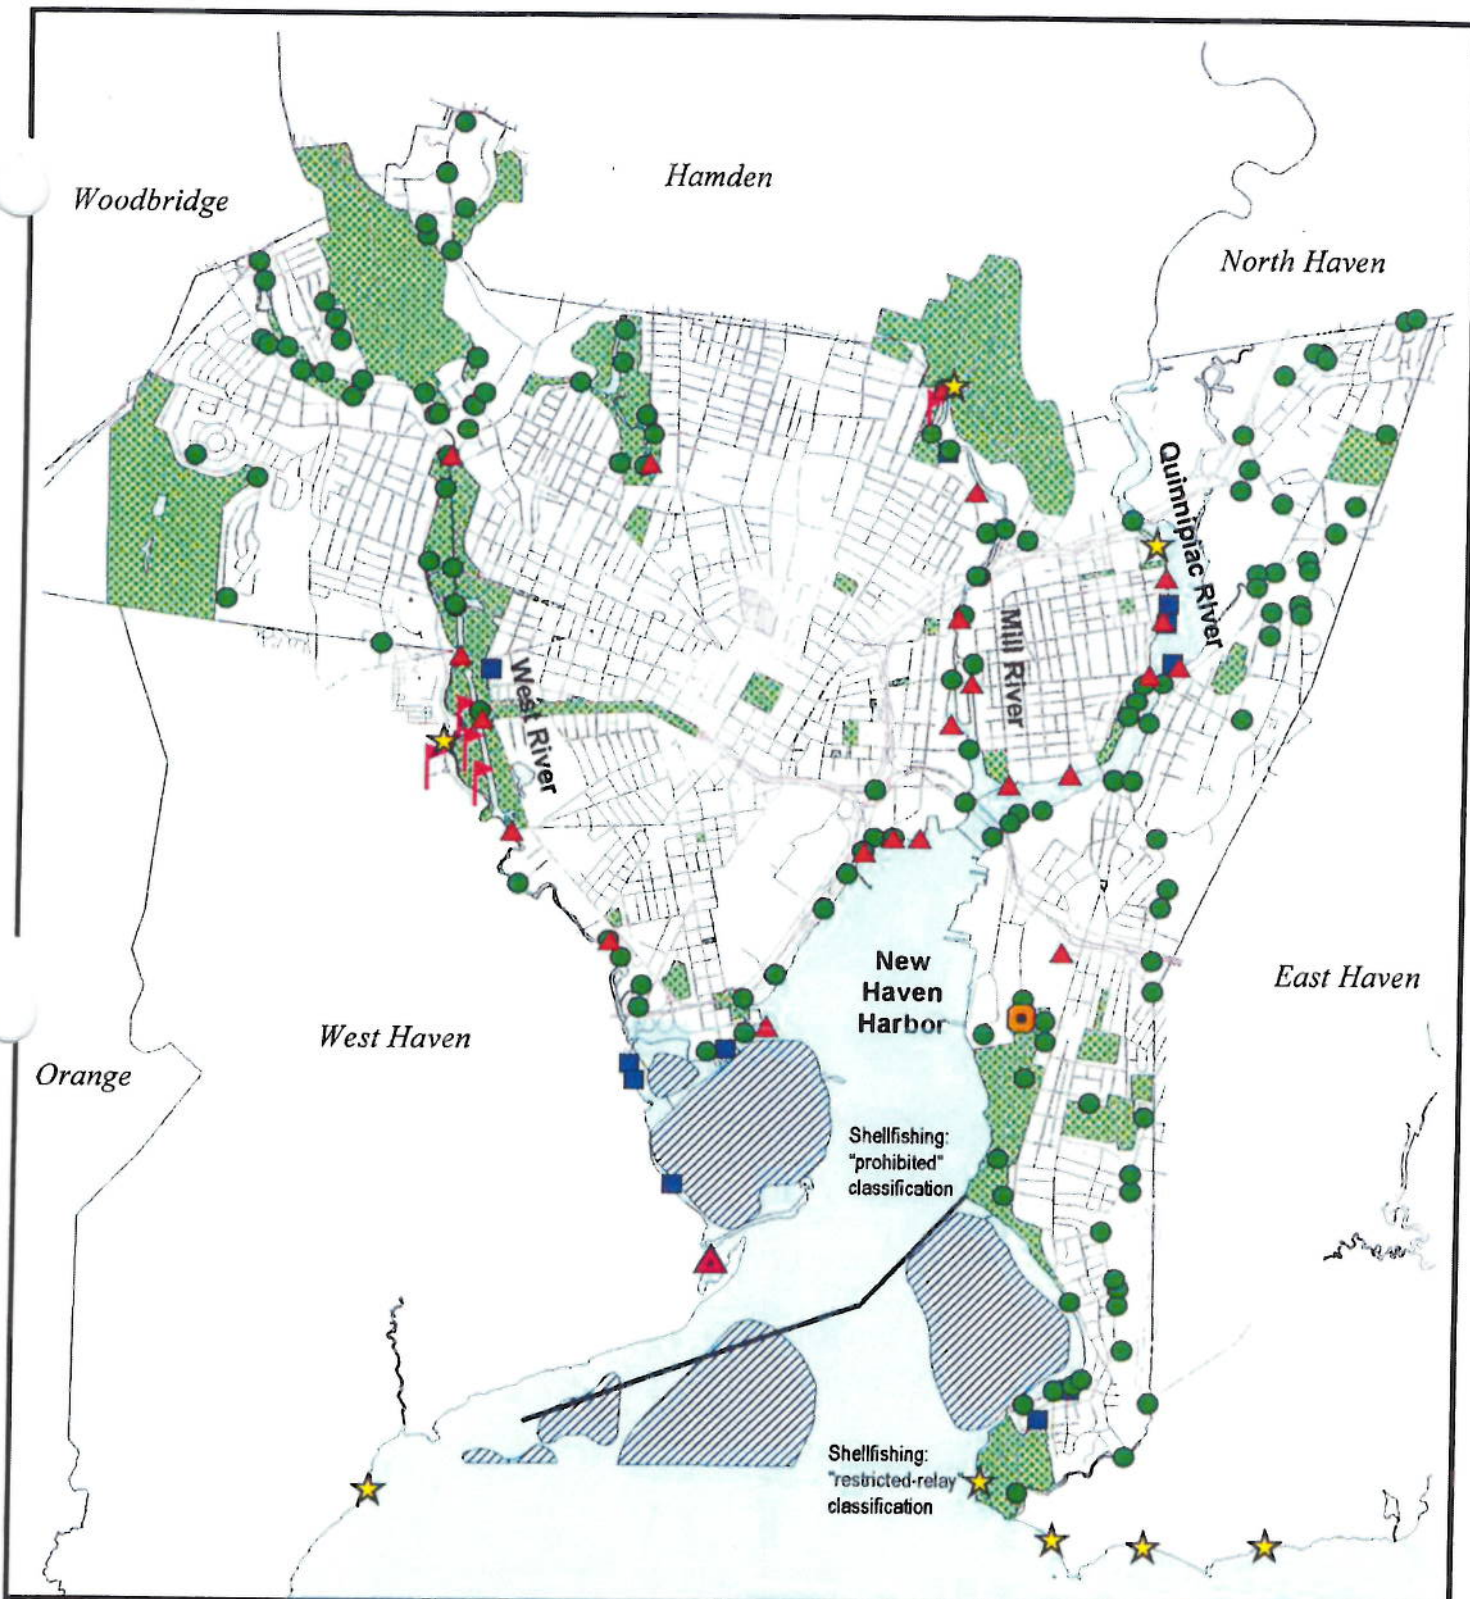 Hamden
Woodbridge
North Haven
Quinnipiac River
Mill River
West River
New
Haven
Harbor
East Haven
West Haven
Orange
Shellfishing:
"prohibited"
classification
Shellfishing:
"restricted-relay"
classification